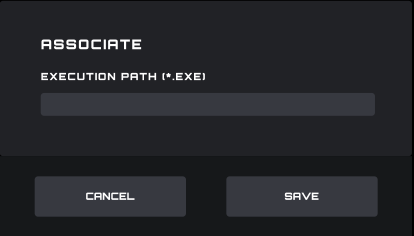 ASSOCIATE
EXECUTION PATH (*.EXE)
CANCEL
SAVE